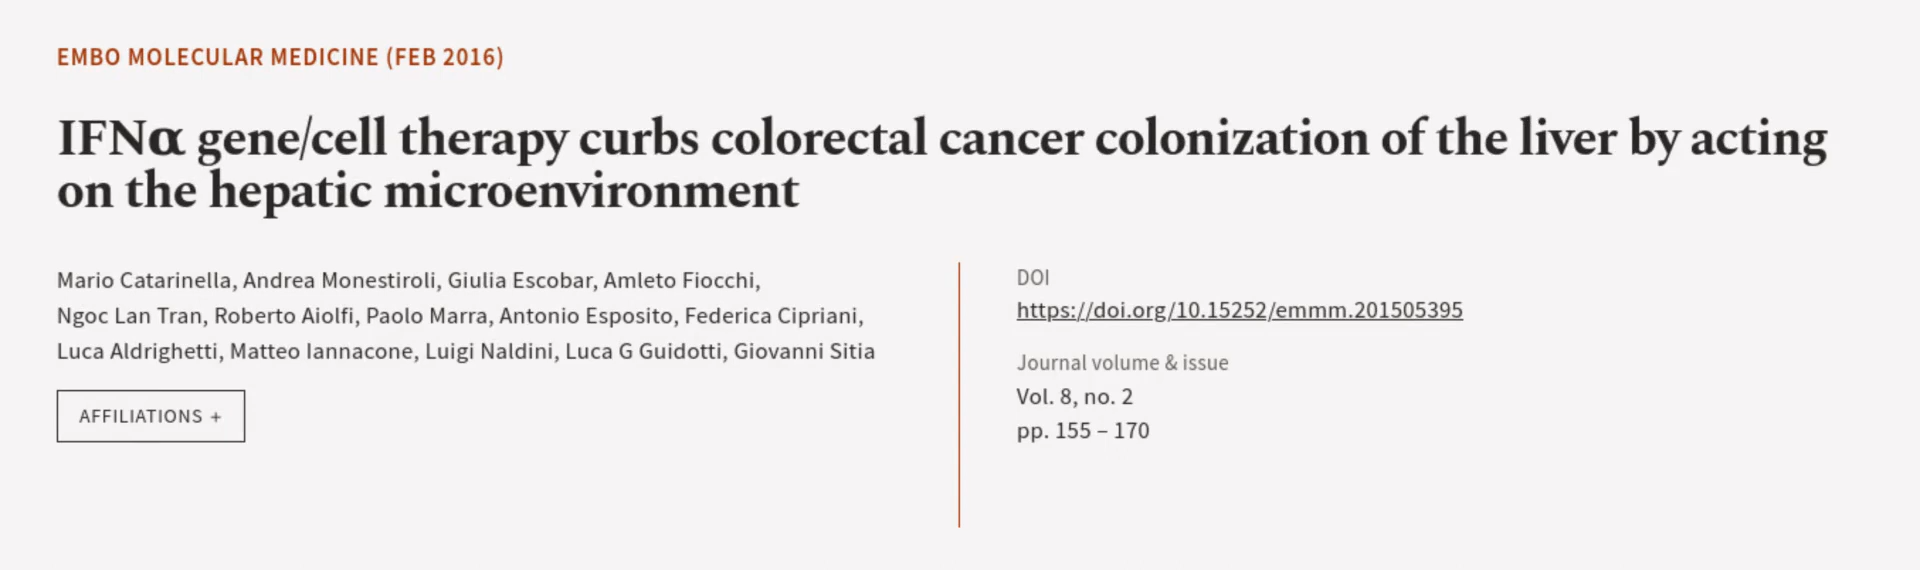 EMBO MOLECULAR MEDICINE (FEB 2016)
IFNα gene/cell therapy curbs colorectal cancer colonization of the liver by acting
on the hepatic microenvironment
Mario Catarinella, Andrea Monestiroli, Giulia Escobar, Amleto Fiocchi,
Ngoc Lan Tran, Roberto Aiolfi, Paolo Marra, Antonio Esposito, Federica Cipriani,
Luca Aldrighetti, Matteo Iannacone, Luigi Naldini, Luca G Guidotti, Giovanni Sitia
AFFILIATIONS +
DOI
https://doi.org/10.15252/emmm.201505395
Journal volume & issue
Vol. 8, no. 2
pp. 155 – 170